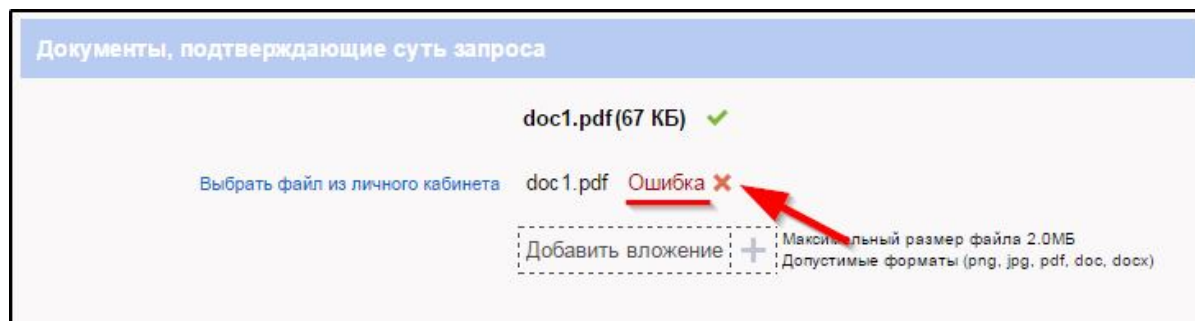 Документы, подтверждающие суть запроса
doc1.pdf(67 КБ)
Выбрать файл из личного кабинета doc1.pdf Ошибка
Добавить вложение
Максимальный размер файла 2.0МБ
Допустимые форматы (png, jpg, pdf, doc, docx)